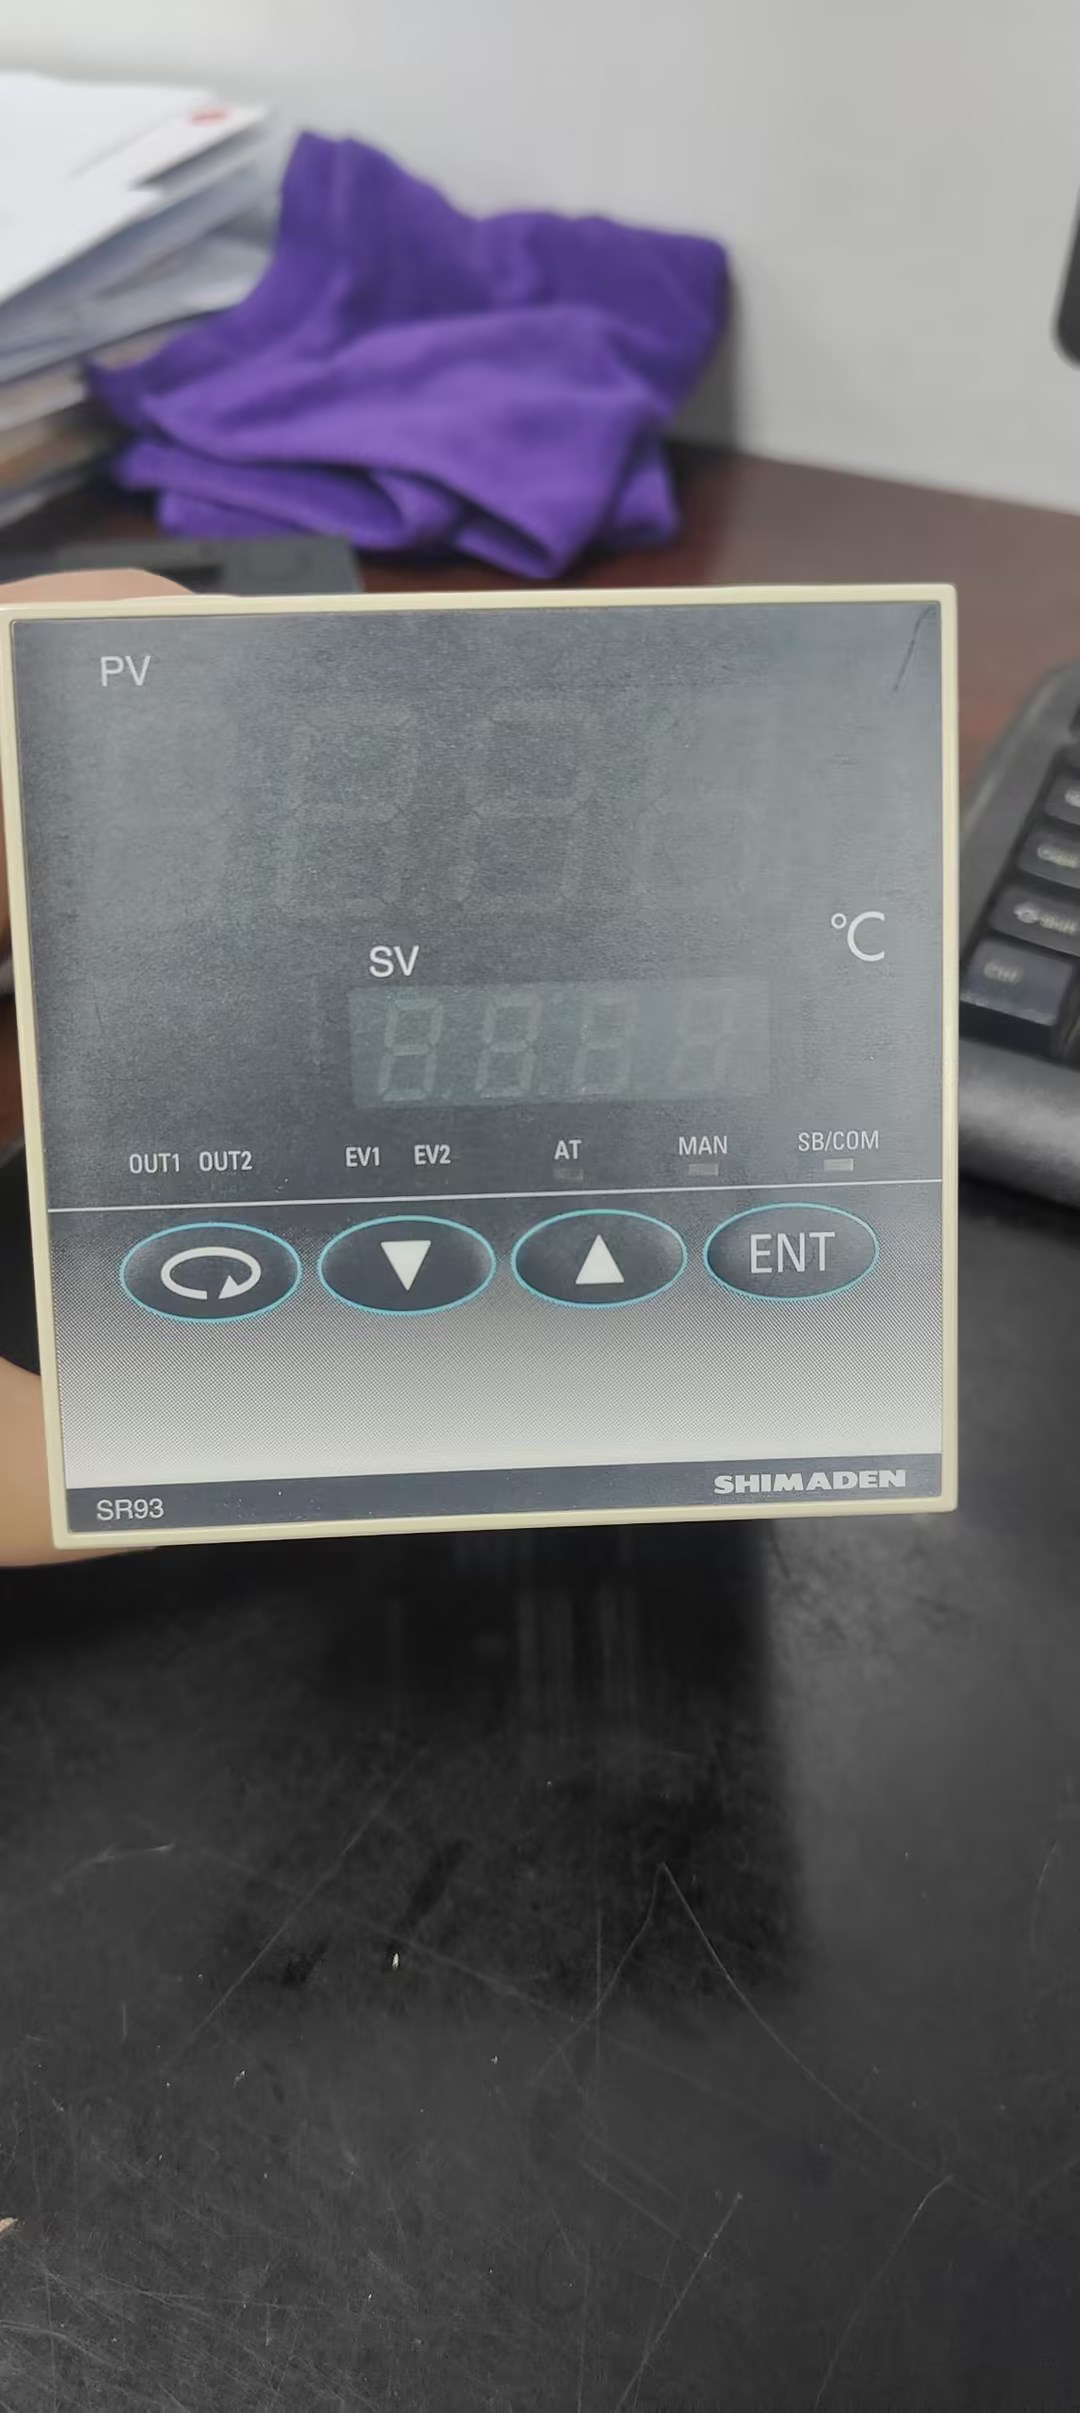 PV
°C
SV
OUT1 OUT2 EV1 EV2 AT MAN SB/COM
ENT
SHIMADEN
SR93